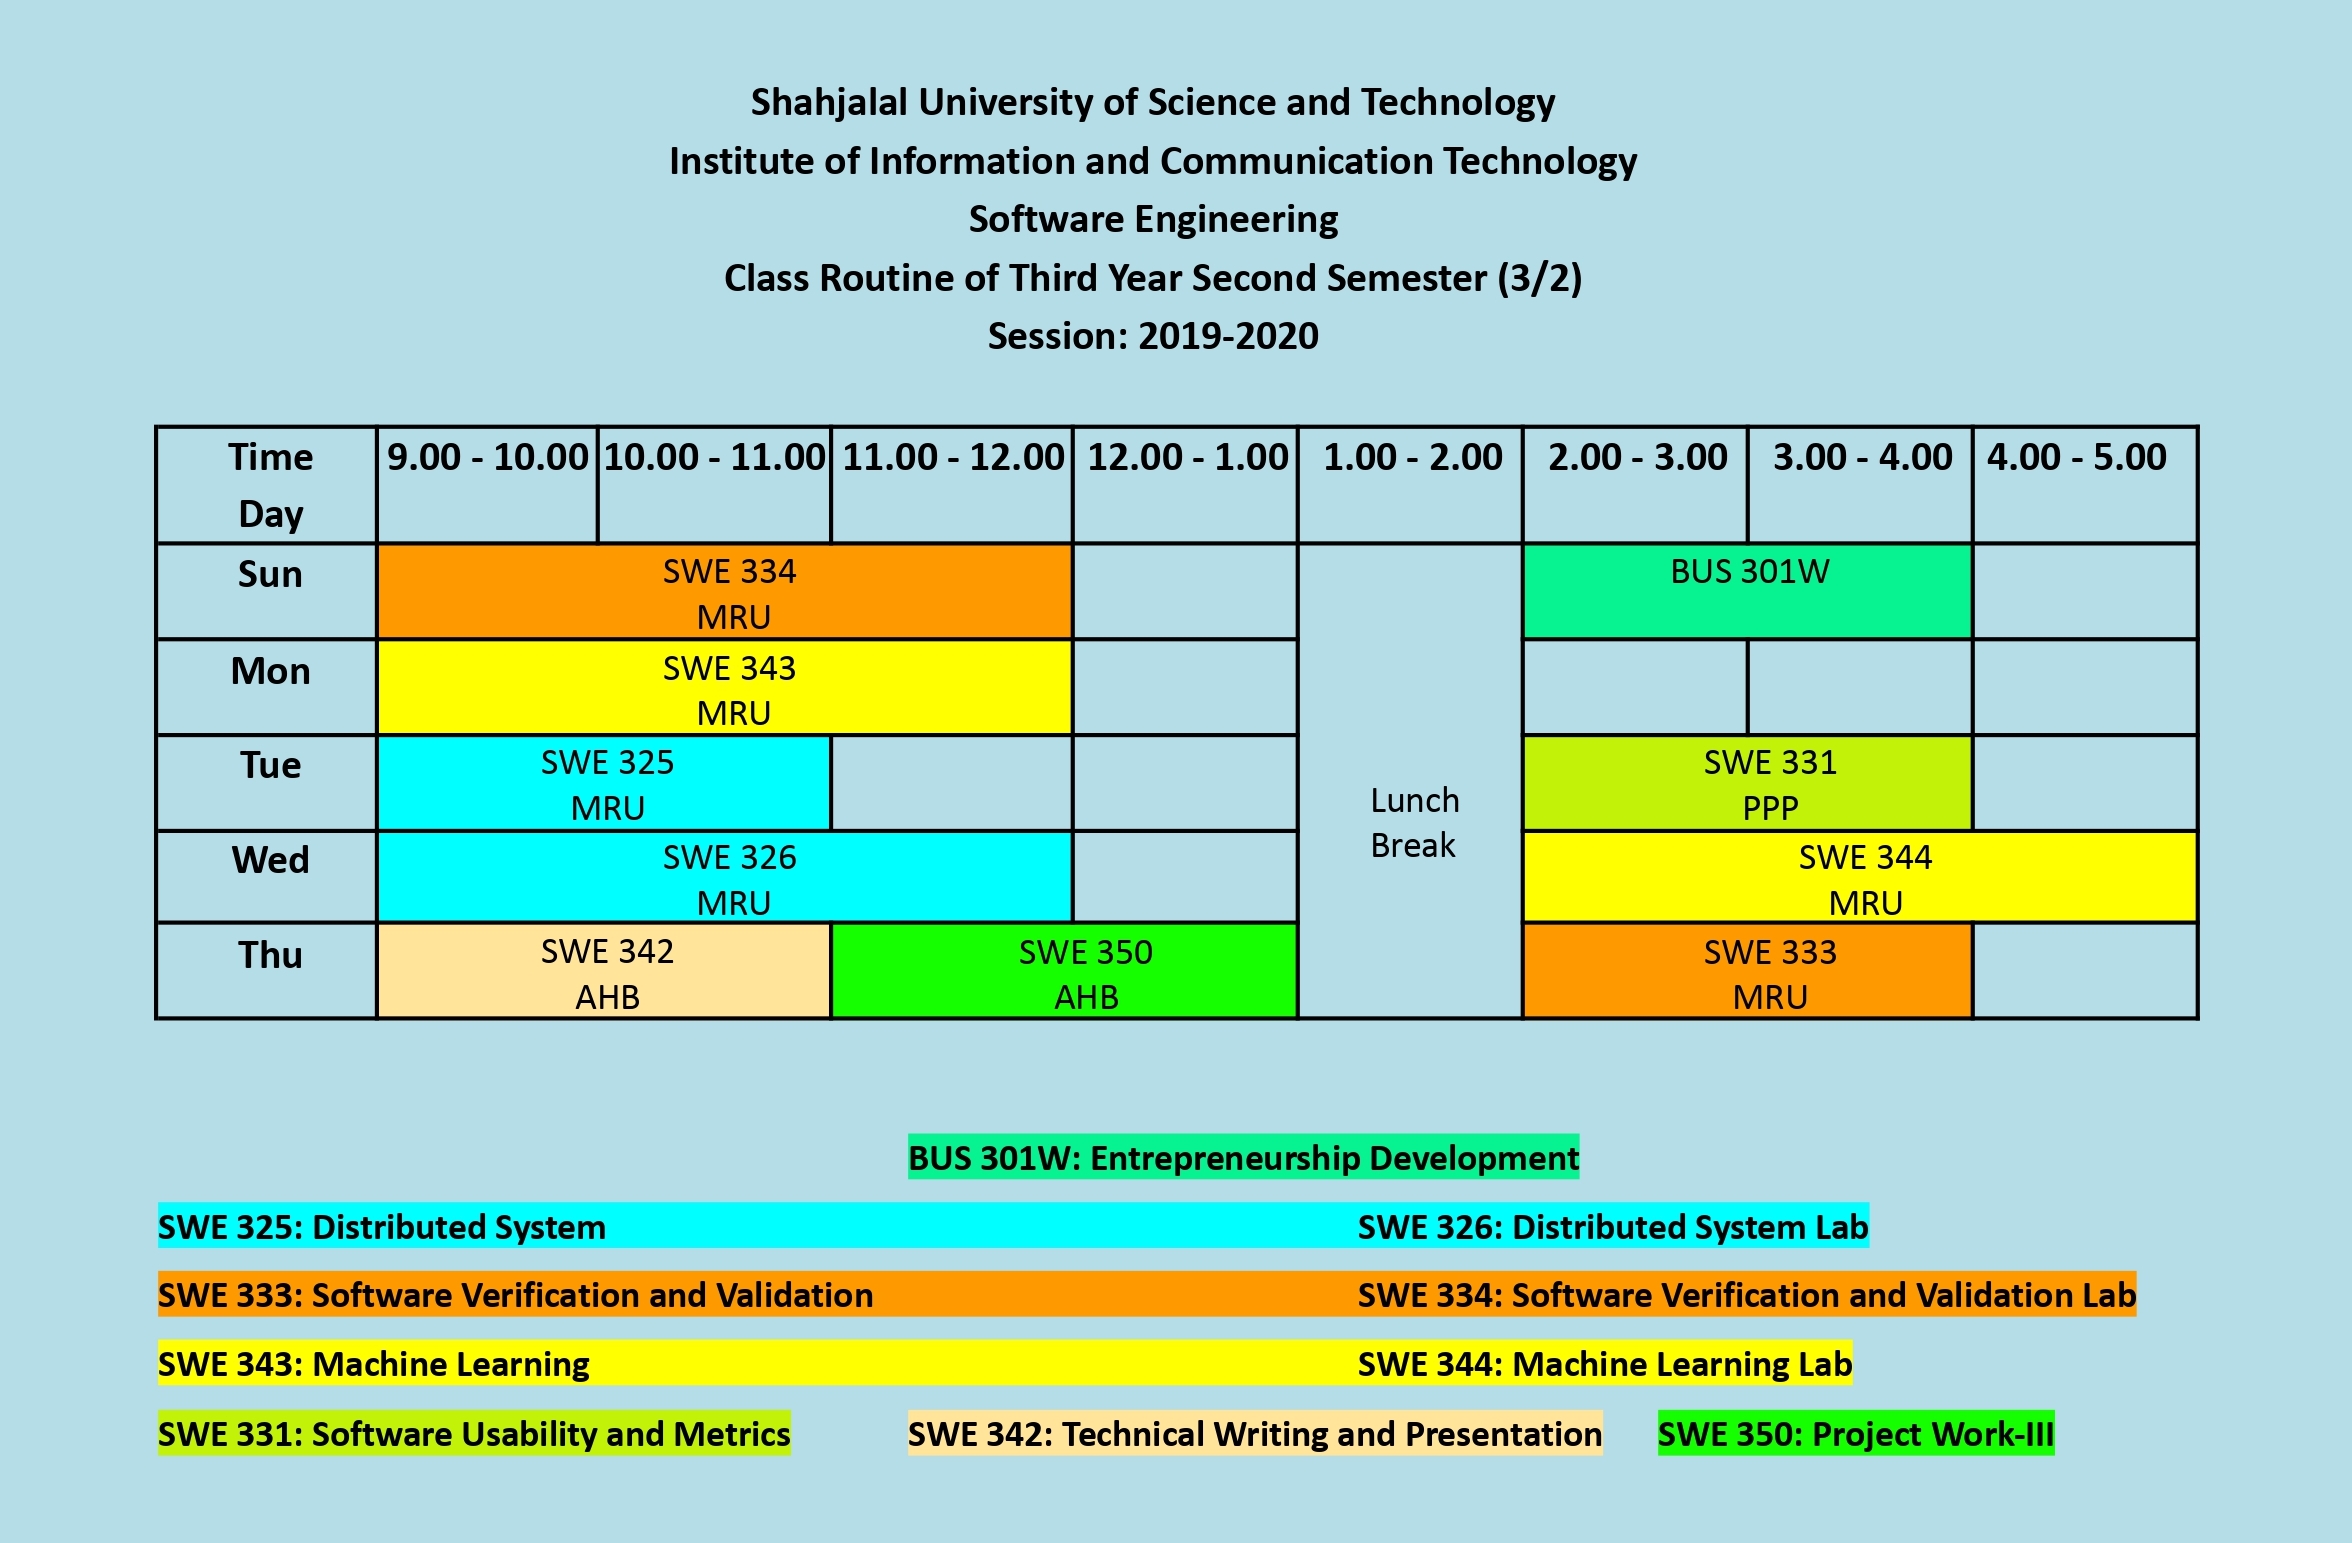 Shahjalal University of Science and Technology
Institute of Information and Communication Technology
Software Engineering
Class Routine of Third Year Second Semester (3/2)
Session: 2019-2020
Time 9.00 - 10.00 10.00 - 11.00 11.00 - 12.00 12.00 - 1.00 1.00 - 2.00 2.00 - 3.00 3.00 - 4.00 4.00 - 5.00
Day
Sun SWE 334 BUS 301W
MRU
Mon SWE 343
MRU
Tue SWE 325 SWE 331
MRU PPP
Lunch
Break
Wed SWE 326 SWE 344
MRU MRU
Thu SWE 342 SWE 350 SWE 333
AHB AHB MRU
BUS 301W: Entrepreneurship Development
SWE 325: Distributed System SWE 326: Distributed System Lab
SWE 333: Software Verification and Validation SWE 334: Software Verification and Validation Lab
SWE 343: Machine Learning SWE 344: Machine Learning Lab
SWE 331: Software Usability and Metrics SWE 342: Technical Writing and Presentation SWE 350: Project Work-III